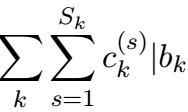 \sum_{k} \sum_{s=1}^{S_k} c_k^{(s)} | b_k